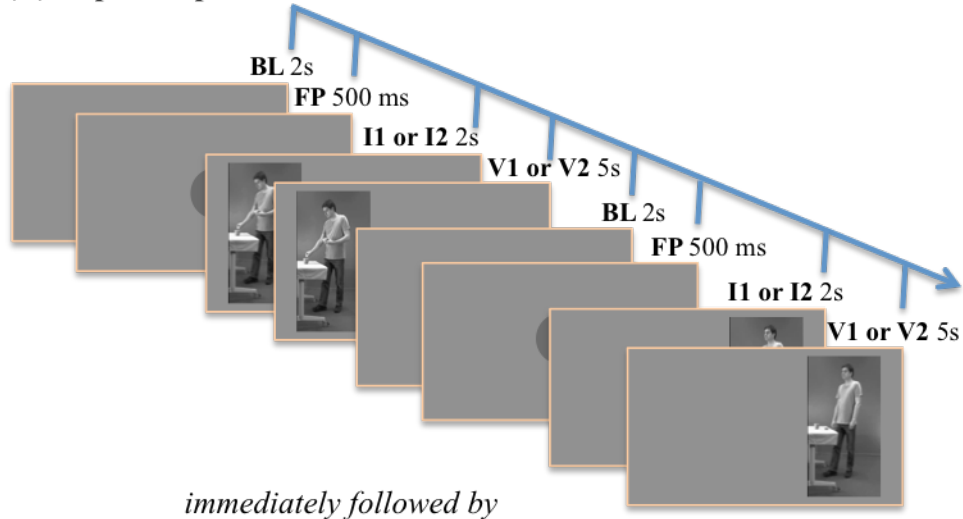 BL 2s
FP 500 ms
I1 or I2 2s
V1 or V2 5s
BL 2s
FP 500 ms
I1 or I2 2s
V1 or V2 5s
immediately followed by